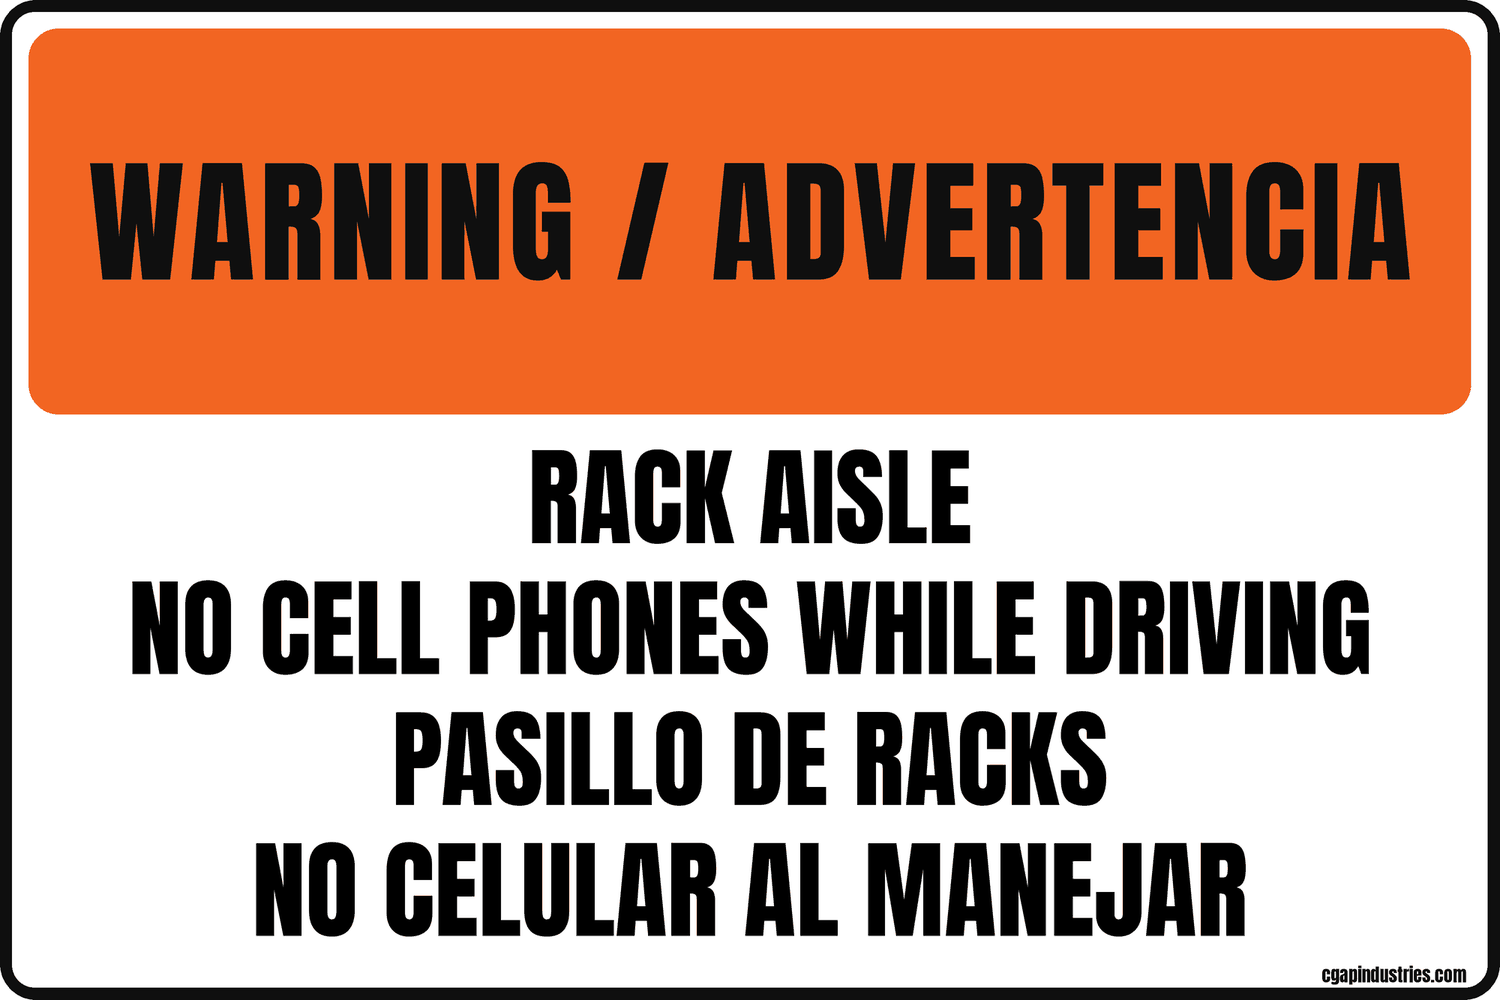 WARNING / ADVERTENCIA
RACK AISLE
NO CELL PHONES WHILE DRIVING
PASILLO DE RACKS
NO CELULAR AL MANEJAR
cgapindustries.com